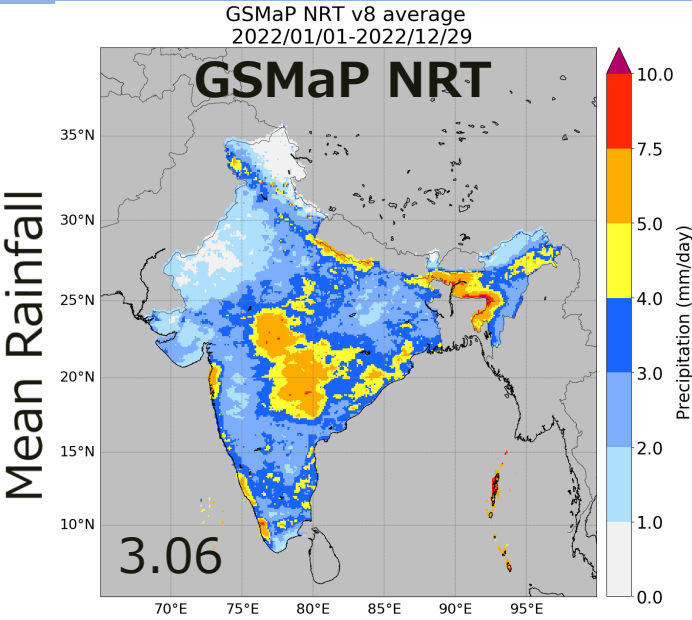 GSMaP NRT v8 average
2022/01/01-2022/12/29
GSMaP NRT
Mean Rainfall
35°N
30°N
25°N
20°N
15°N
10°N
3.06
70°E 75°E 80°E 85°E 90°E 95°E
10.0
7.5
5.0
4.0
3.0
2.0
1.0
0.0
Precipitation (mm/day)